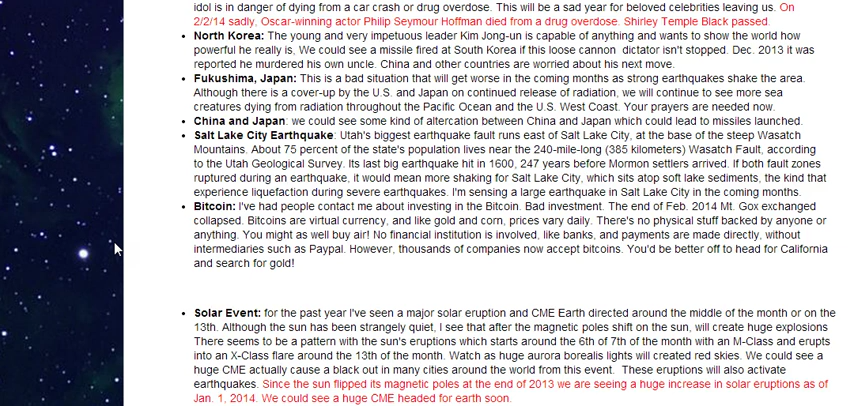 idol is in danger of dying from a car crash or drug overdose. This will be a sad year for beloved celebrities leaving us. On
2/2/14 sadly, Oscar-winning actor Philip Seymour Hoffman died from a drug overdose. Shirley Temple Black passed.
• North Korea: The young and very impetuous leader Kim Jong-un is capable of anything and wants to show the world how
powerful he really is, We could see a missile fired at South Korea if this loose cannon  dictator isn't stopped. Dec. 2013 it was
reported he murdered his own uncle. China and other countries are worried about his next move.
• Fukushima, Japan: This is a bad situation that will get worse in the coming months as strong earthquakes shake the area.
Although there is a cover-up by the U.S. and Japan on continued release of radiation, we will continue to see more sea
creatures dying from radiation throughout the Pacific Ocean and the U.S. West Coast. Your prayers are needed now.
• China and Japan: we could see some kind of altercation between China and Japan which could lead to missiles launched.
• Salt Lake City Earthquake: Utah's biggest earthquake fault runs east of Salt Lake City, at the base of the steep Wasatch
Mountains. About 75 percent of the state's population lives near the 240-mile-long (385 kilometers) Wasatch Fault, according
to the Utah Geological Survey. Its last big earthquake hit in 1600, 247 years before Mormon settlers arrived. If both fault zones
ruptured during an earthquake, it would mean more shaking for Salt Lake City, which sits atop soft lake sediments, the kind that
experience liquefaction during severe earthquakes. I'm sensing a large earthquake in Salt Lake City in the coming months.
• Bitcoin: I've had people contact me about investing in the Bitcoin. Bad investment. The end of Feb. 2014 Mt. Gox exchanged
collapsed. Bitcoins are virtual currency, and like gold and corn, prices vary daily. There's no physical stuff backed by anyone or
anything. You might as well buy air! No financial institution is involved, like banks, and payments are made directly, without
intermediaries such as Paypal. However, thousands of companies now accept bitcoins. You'd be better off to head for California
and search for gold!
• Solar Event: for the past year I've seen a major solar eruption and CME Earth directed around the middle of the month or on the
13th. Although the sun has been strangely quiet, I see that after the magnetic poles shift on the sun, will create huge explosions
There seems to be a pattern with the sun's eruptions which starts around the 6th of 7th of the month with an M-Class and erupts
into an X-Class flare around the 13th of the month. Watch as huge aurora borealis lights will created red skies. We could see a
huge CME actually cause a black out in many cities around the world from this event.  These eruptions will also activate
earthquakes. Since the sun flipped its magnetic poles at the end of 2013 we are seeing a huge increase in solar eruptions as of
Jan. 1, 2014. We could see a huge CME headed for earth soon.